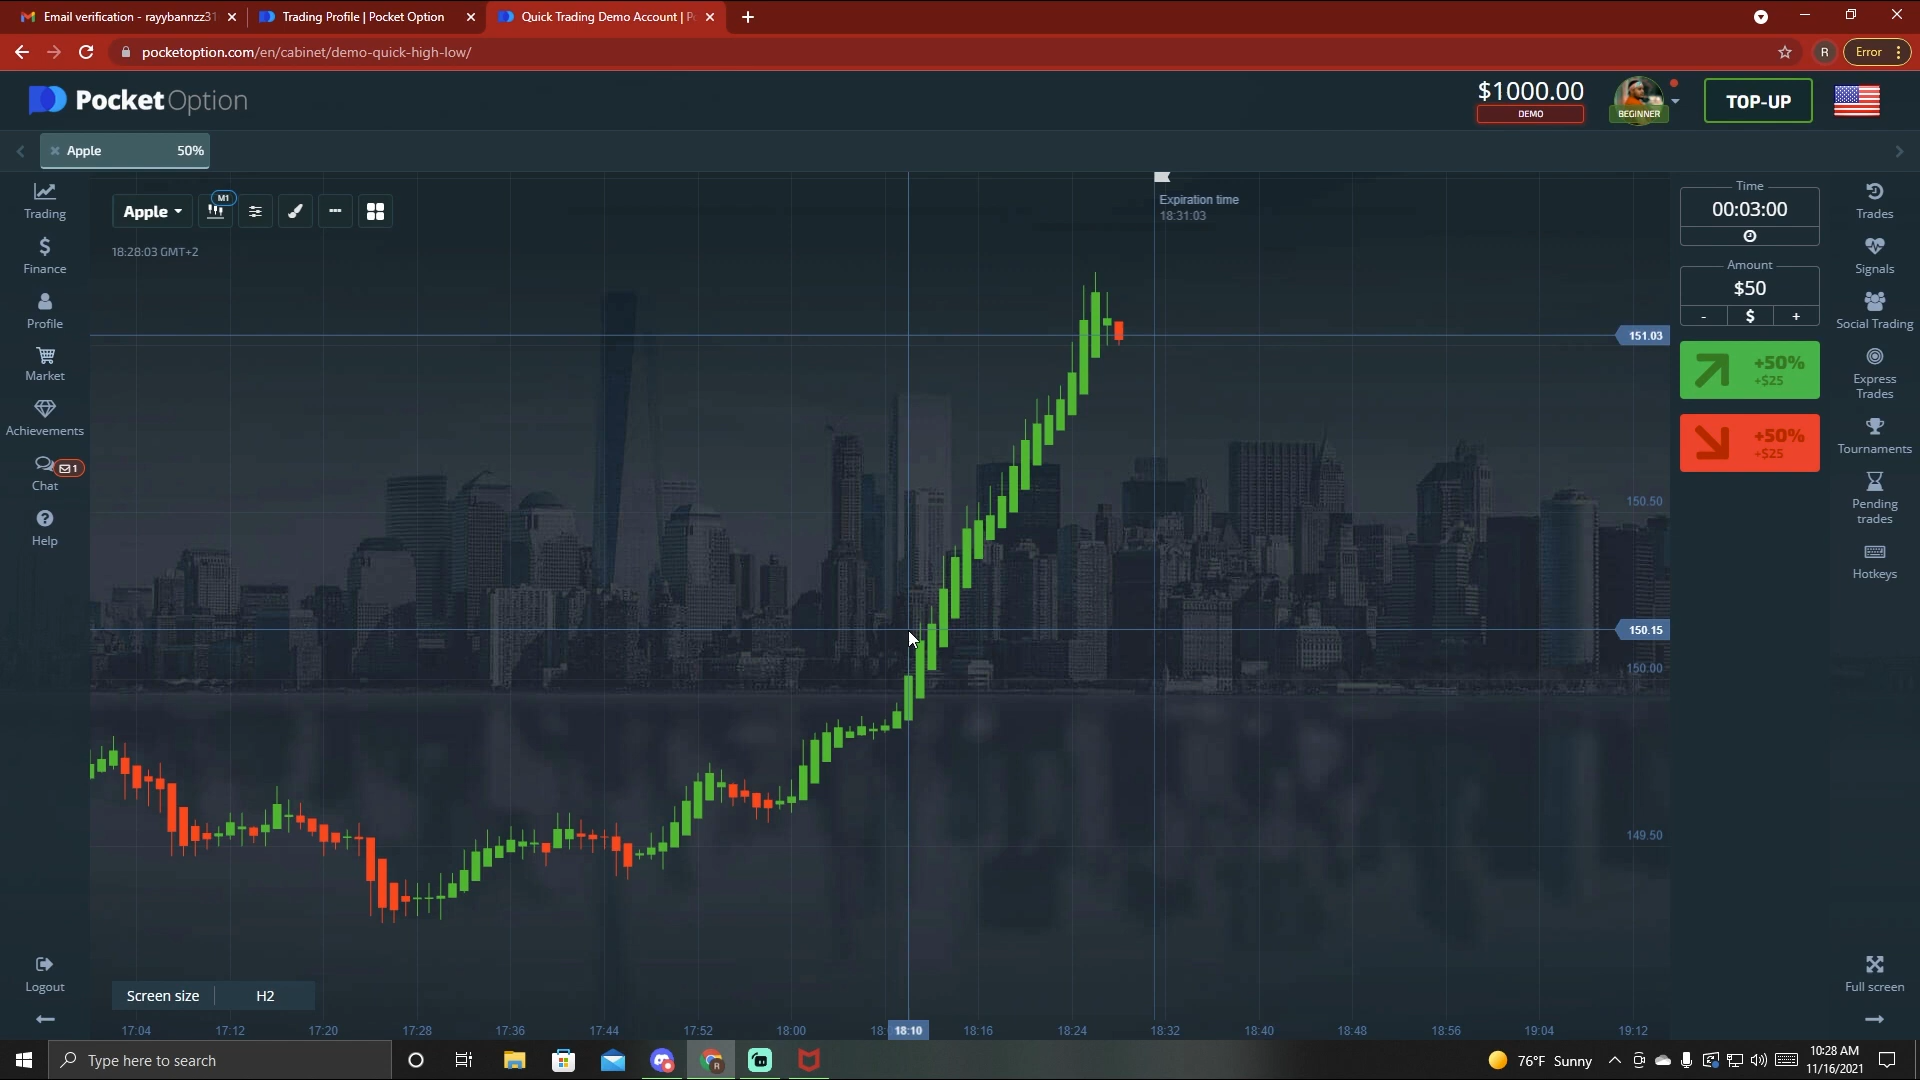 Email verification - rayybannzz31
Trading Profile | Pocket Option
Quick Trading Demo Account | P
pocketoption.com/en/cabinet/demo-quick-high-low/
R
Error
PocketOption
$1000.00
DEMO
BEGINNER
TOP-UP
Apple 50%
Trading
Finance
Profile
Market
Achievements
1
Chat
Help
Logout
Apple
M1
18:28:03 GMT+2
Expiration time
18:31:03
151.03
150.50
150.15
150.00
149.50
Screen size H2
17:04 17:12 17:20 17:28 17:36 17:44 17:52 18:00 18: 18:10 18:16 18:24 18:32 18:40 18:48 18:56 19:04 19:12
Time
00:03:00
Amount
$50
- $ +
+50%
+$25
+50%
+$25
Trades
Signals
Social Trading
Express
Trades
Tournaments
Pending
trades
Hotkeys
Full screen
Type here to search
R
76°F Sunny
10:28 AM
11/16/2021